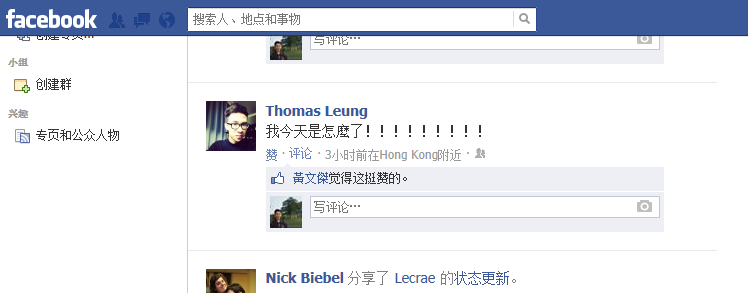 facebook
搜索人、地点和事物
创建专页…
写评论…
小组
创建群
兴趣
专页和公众人物
Thomas Leung
我今天是怎麼了！！！！！！！！！
赞 · 评论 · 3小时前在Hong Kong附近 ·
黃文傑觉得这挺赞的。
写评论…
Nick Biebel 分享了 Lecrae 的状态更新。